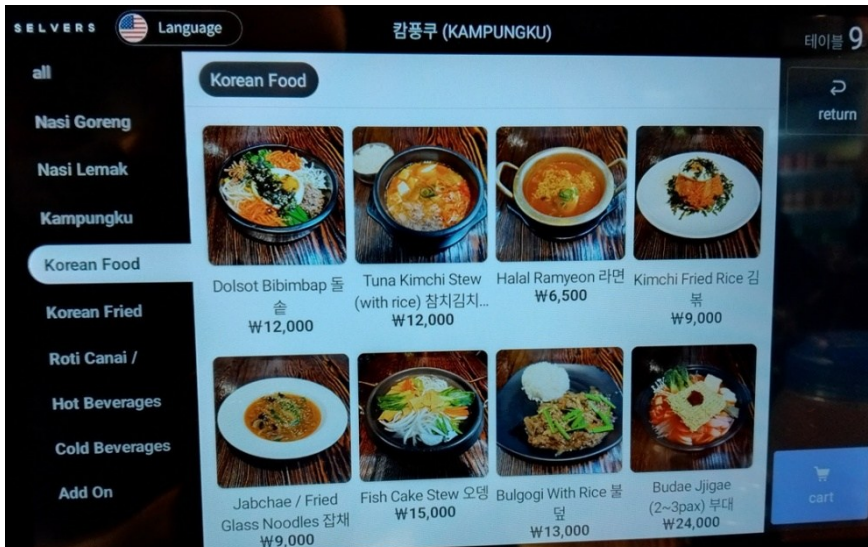 SELVERS
Language
캄풍쿠 (KAMPUNGKU)
테이블 9
all
Nasi Goreng
Nasi Lemak
Kampungku
Korean Food
Korean Fried
Roti Canai /
Hot Beverages
Cold Beverages
Add On
Korean Food
return
Dolsot Bibimbap 돌
솥
₩12,000
Tuna Kimchi Stew
(with rice) 참치김치...
₩12,000
Halal Ramyeon 라면
₩6,500
Kimchi Fried Rice 김
볶
₩9,000
Jabchae / Fried
Glass Noodles 잡채
₩9,000
Fish Cake Stew 오뎅
₩15,000
Bulgogi With Rice 불
덮
₩13,000
Budae Jjigae
(2~3pax) 부대
₩24,000
cart